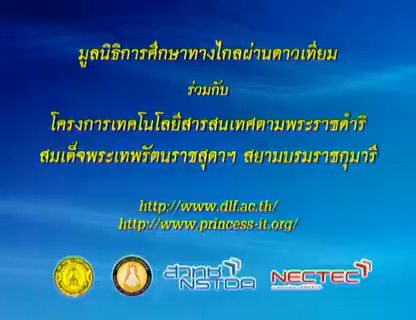 มูลนิธิการศึกษาทางไกลผ่านดาวเทียม
ร่วมกับ
โครงการเทคโนโลยีสารสนเทศตามพระราชดำริ
สมเด็จพระเทพรัตนราชสุดาฯ สยามบรมราชกุมารี
http://www.dlf.ac.th/
http://www.princess-it.org/
สวทช
NSTDA
NECTEC